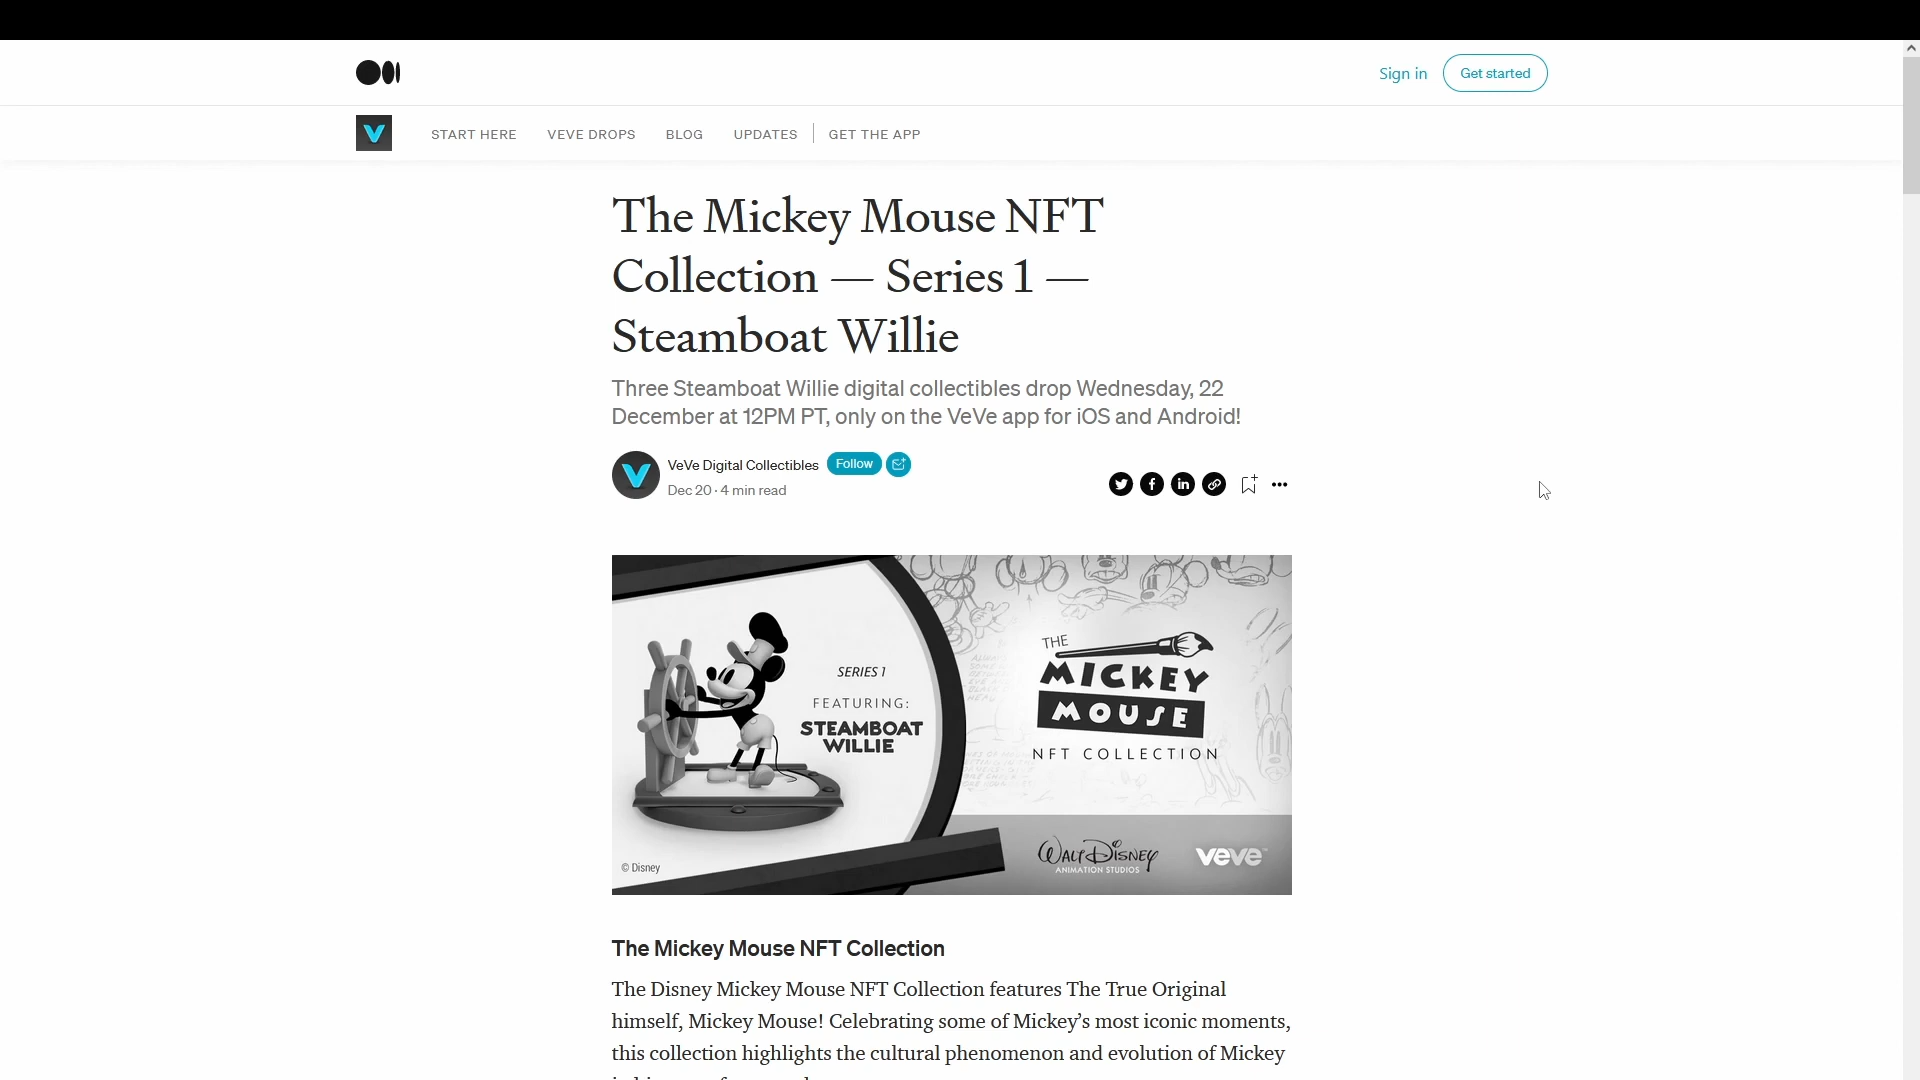 Sign in
Get started
V
START HERE
VEVE DROPS
BLOG
UPDATES
GET THE APP
The Mickey Mouse NFT
Collection — Series 1 —
Steamboat Willie
Three Steamboat Willie digital collectibles drop Wednesday, 22
December at 12PM PT, only on the VeVe app for iOS and Android!
V
VeVe Digital Collectibles
Follow
Dec 20 · 4 min read
SERIES 1
FEATURING:
STEAMBOAT
WILLIE
© Disney
THE
MICKEY
MOUSE
NFT COLLECTION
WALT DISNEY
ANIMATION STUDIOS
veve
The Mickey Mouse NFT Collection
The Disney Mickey Mouse NFT Collection features The True Original
himself, Mickey Mouse! Celebrating some of Mickey’s most iconic moments,
this collection highlights the cultural phenomenon and evolution of Mickey